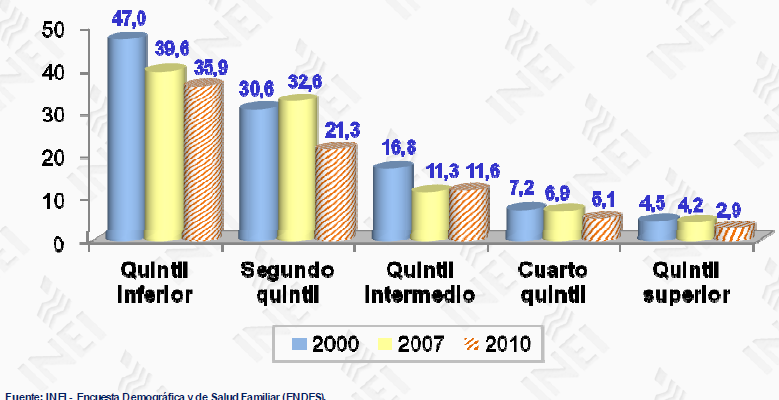 50
40
30
20
10
0
47,0
39,6
35,9
30,6
32,6
21,3
16,8
11,3
11,6
7,2
6,9
5,1
4,5
4,2
2,9
Quintil
inferior
Segundo
quintil
Quintil
intermedio
Cuarto
quintil
Quintil
superior
2000
2007
2010
Fuente: INEI - Encuesta Demográfica y de Salud Familiar (ENDES).
INEI